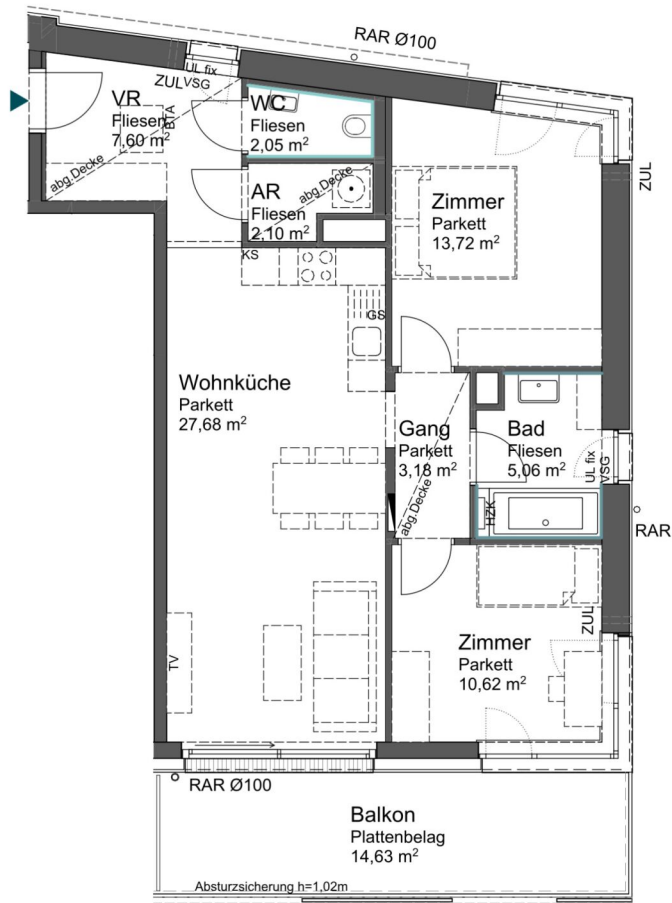 RAR Ø100
UL fix
VSG
ZUL
VR
Fliesen
7,60 m²
BTA
abg.Decke
WC
Fliesen
2,05 m²
AR
Fliesen
2,10 m²
abg.Decke
ZUL
Zimmer
Parkett
13,72 m²
KS
GS
Wohnküche
Parkett
27,68 m²
Gang
Parkett
3,18 m²
abg.Decke
Bad
Fliesen
5,06 m²
UL fix
VSG
HZK
RAR
ZUL
Zimmer
Parkett
10,62 m²
TV
RAR Ø100
Balkon
Plattenbelag
14,63 m²
Absturzsicherung h=1,02m